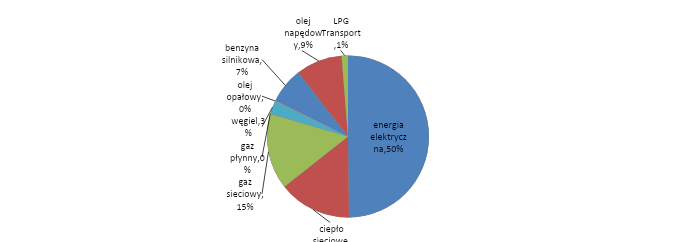 olej
napędow
y,9%
LPG
Transport
,1%
benzyna
silnikowa,
7%
olej
opałowy,
0%
węgiel,3
%
gaz
płynny,0
%
gaz
sieciowy,
15%
energia
elektrycz
na,50%
ciepło
sieciowe